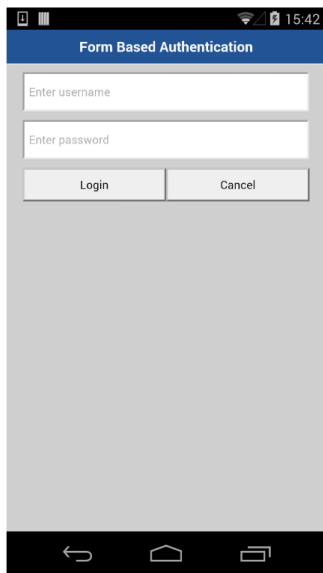 15:42
Form Based Authentication
Enter username
Enter password
Login Cancel